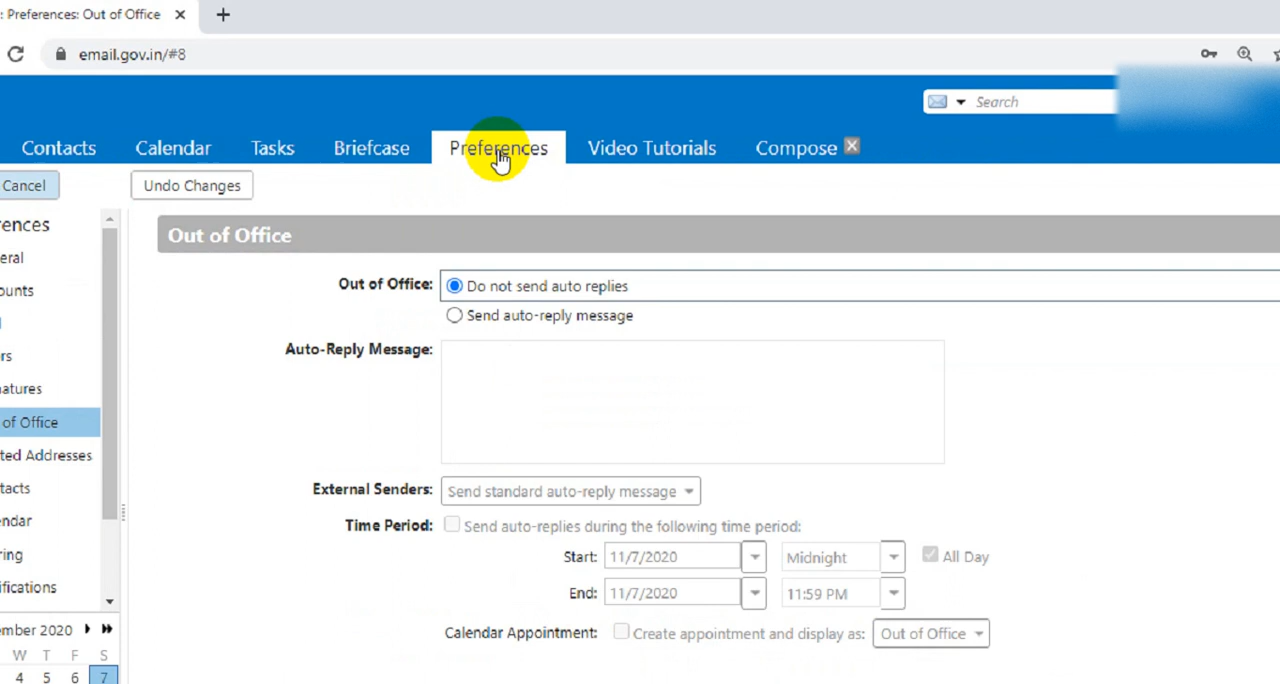 : Preferences: Out of Office
email.gov.in/#8
Search
Contacts Calendar Tasks Briefcase Preferences Video Tutorials Compose
Cancel Undo Changes
rences
eral
ounts
l
rs
atures
of Office
ted Addresses
tacts
endar
ring
ifications
ember 2020
W T F S
4 5 6 7
Out of Office
Out of Office: Do not send auto replies
Send auto-reply message
Auto-Reply Message:
External Senders: Send standard auto-reply message
Time Period: Send auto-replies during the following time period:
Start: 11/7/2020 Midnight All Day
End: 11/7/2020 11:59 PM
Calendar Appointment: Create appointment and display as: Out of Office